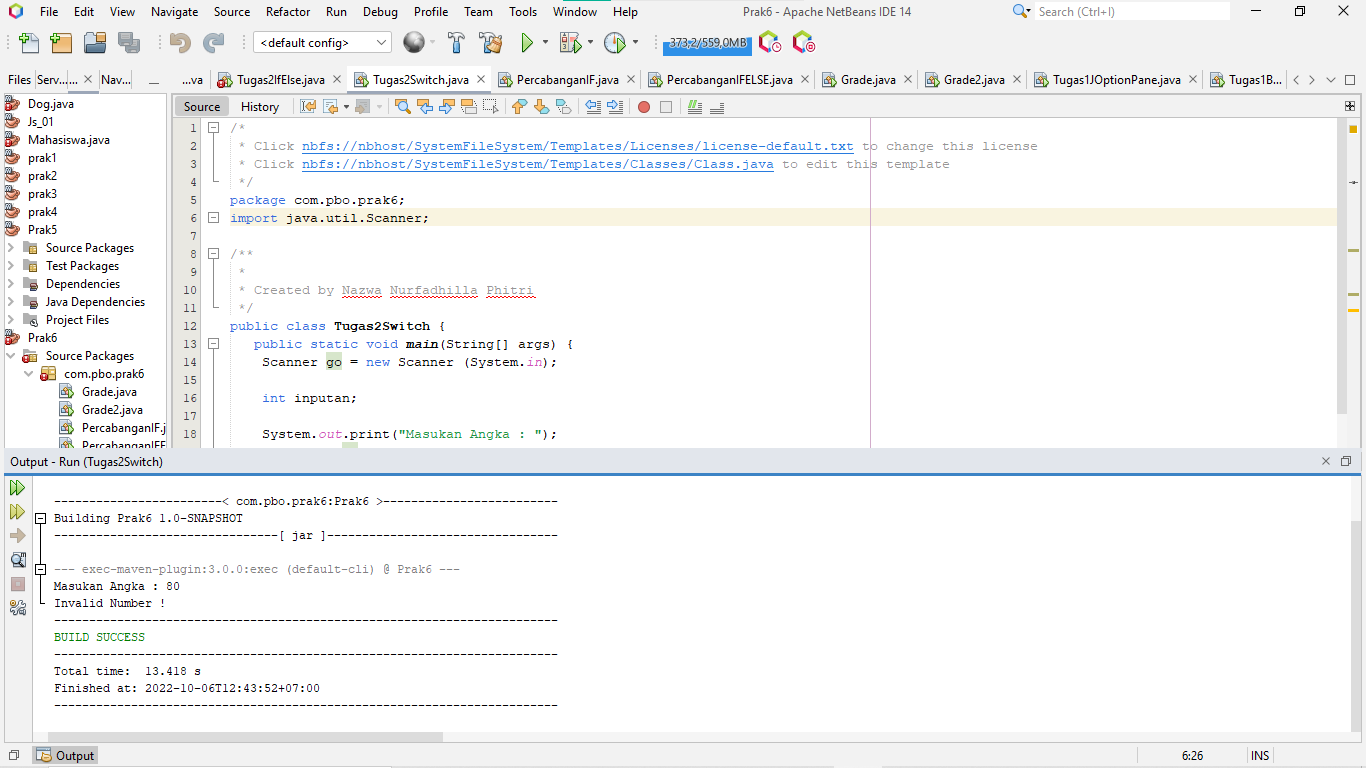 File Edit View Navigate Source Refactor Run Debug Profile Team Tools Window Help Prak6 - Apache NetBeans IDE 14 Search (Ctrl+I)
<default config> 373,2/559,0MB
Files Serv...... Nav... ...va Tugas2IfElse.java Tugas2Switch.java PercabanganIF.java PercabanganIFELSE.java Grade.java Grade2.java Tugas1JOptionPane.java Tugas1B...
Source History
Dog.java
Js_01
Mahasiswa.java
prak1
prak2
prak3
prak4
Prak5
Source Packages
Test Packages
Dependencies
Java Dependencies
Project Files
Prak6
Source Packages
com.pbo.prak6
Grade.java
Grade2.java
PercabanganIF.j
PercabanganIFE
1 /*
2 * Click nbfs://nbhost/SystemFileSystem/Templates/Licenses/license-default.txt to change this license
3 * Click nbfs://nbhost/SystemFileSystem/Templates/Classes/Class.java to edit this template
4 */
5 package com.pbo.prak6;
6 import java.util.Scanner;
7
8 /**
9 *
10 * Created by Nazwa Nurfadhilla Phitri
11 */
12 public class Tugas2Switch {
13 public static void main(String[] args) {
14 Scanner go = new Scanner (System.in);
15
16 int inputan;
17
18 System.out.print("Masukan Angka : ");
Output - Run (Tugas2Switch)
------------------------< com.pbo.prak6:Prak6 >-------------------------
Building Prak6 1.0-SNAPSHOT
--------------------------------[ jar ]---------------------------------
--- exec-maven-plugin:3.0.0:exec (default-cli) @ Prak6 ---
Masukan Angka : 80
Invalid Number !
------------------------------------------------------------------------
BUILD SUCCESS
------------------------------------------------------------------------
Total time:  13.418 s
Finished at: 2022-10-06T12:43:52+07:00
------------------------------------------------------------------------
Output 6:26 INS